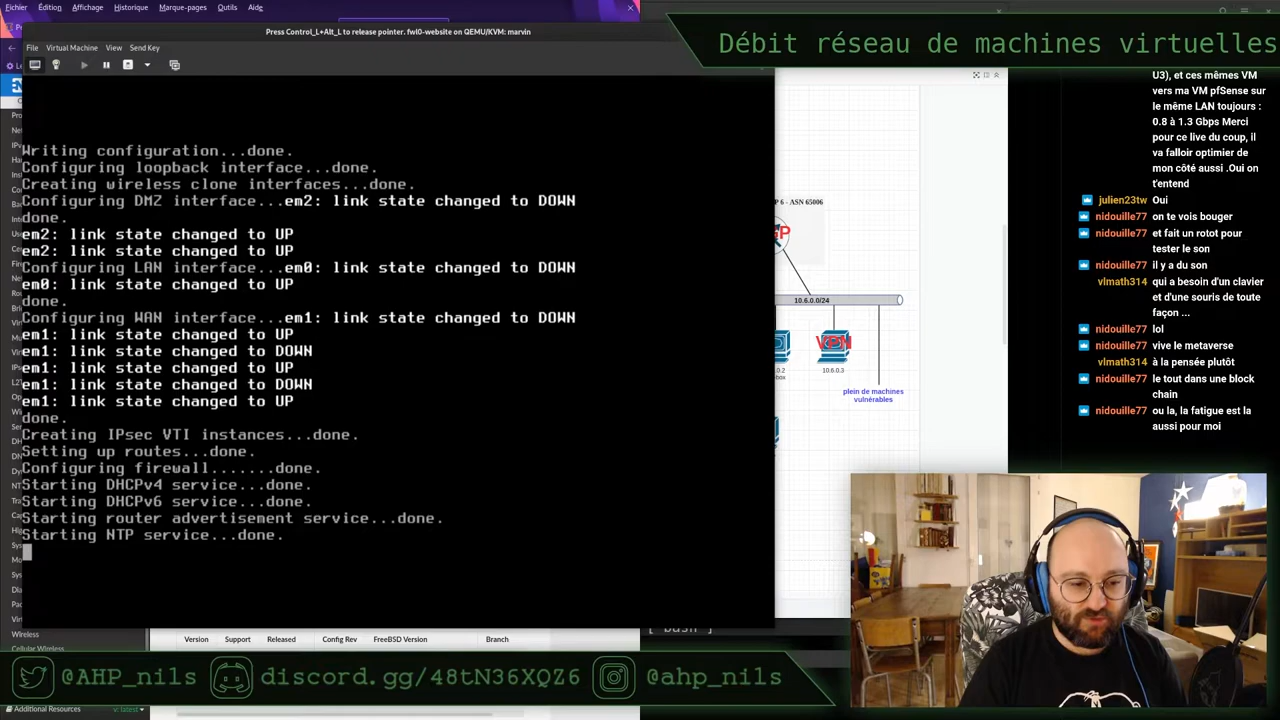 Fichier Édition Affichage Historique Marque-pages Outils Aide
Press Control_L+Alt_L to release pointer. fwl0-website on QEMU/KVM: marvin
File Virtual Machine View Send Key
Débit réseau de machines virtuelles
Writing configuration...done.
Configuring loopback interface...done.
Creating wireless clone interfaces...done.
Configuring DMZ interface...em2: link state changed to DOWN
done.
em2: link state changed to UP
em2: link state changed to UP
Configuring LAN interface...em0: link state changed to DOWN
em0: link state changed to UP
done.
Configuring WAN interface...em1: link state changed to DOWN
em1: link state changed to UP
em1: link state changed to DOWN
em1: link state changed to UP
em1: link state changed to DOWN
em1: link state changed to UP
done.
Creating IPsec VTI instances...done.
Setting up routes...done.
Configuring firewall.......done.
Starting DHCPv4 service...done.
Starting DHCPv6 service...done.
Starting router advertisement service...done.
Starting NTP service...done.
P 6 - ASN 65006
10.6.0.0/24
VPN
10.6.0.3
plein de machines
vulnérables
U3), et ces mêmes VM
vers ma VM pfSense sur
le même LAN toujours :
0.8 à 1.3 Gbps Merci
pour ce live du coup, il
va falloir optimier de
mon côté aussi .Oui on
t'entend
julien23tw Oui
nidouille77 on te vois bouger
nidouille77 et fait un rotot pour
tester le son
nidouille77 il y a du son
vlmath314 qui a besoin d'un clavier
et d'une souris de toute
façon ...
nidouille77 lol
nidouille77 vive le metaverse
vlmath314 à la pensée plutôt
nidouille77 le tout dans une block
chain
nidouille77 ou la, la fatigue est la
aussi pour moi
Wireless
Cellular Wireless
Version Support Released Config Rev FreeBSD Version Branch
[ bash ]
@AHP_nils discord.gg/48tN36XQZ6 @ahp_nils
Additional Resources v: latest